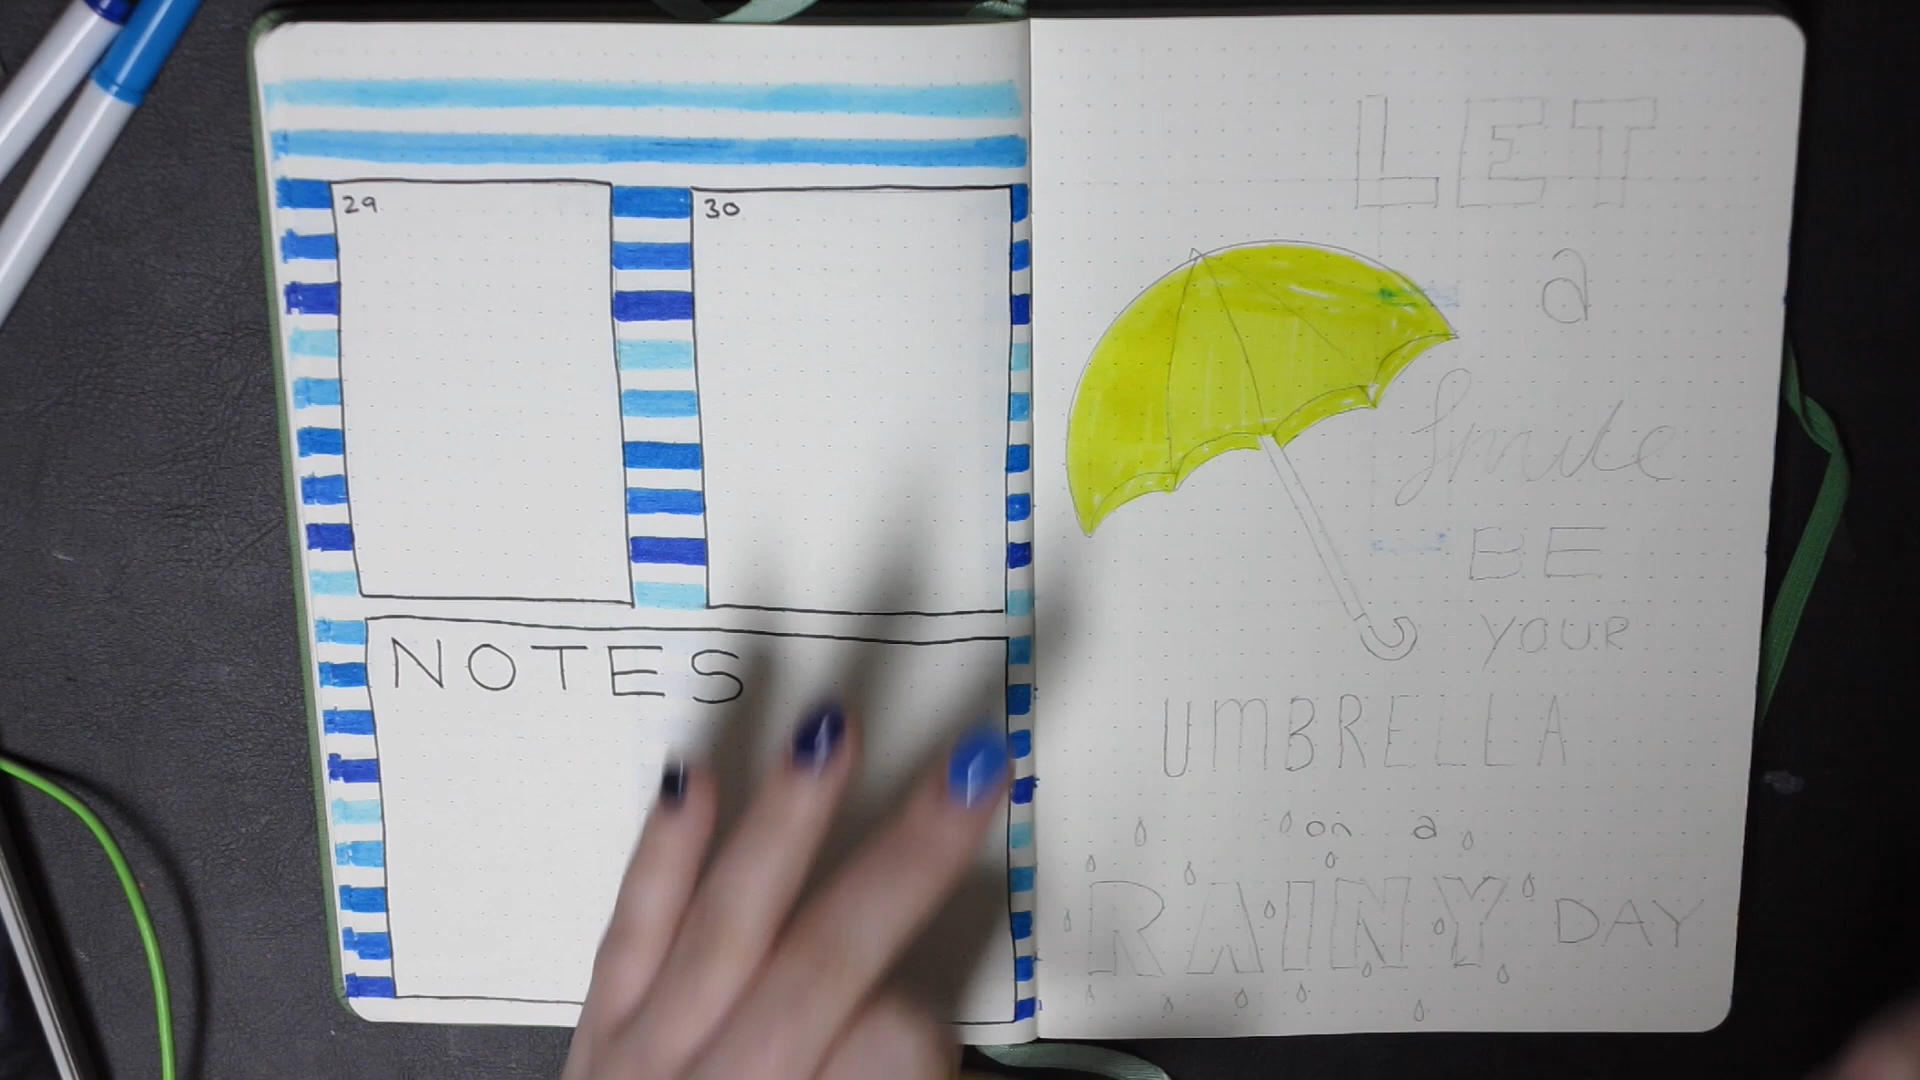 29
30
NOTES
LET
a
Smile
BE
YOUR
UMBRELLA
on a
RAINY DAY